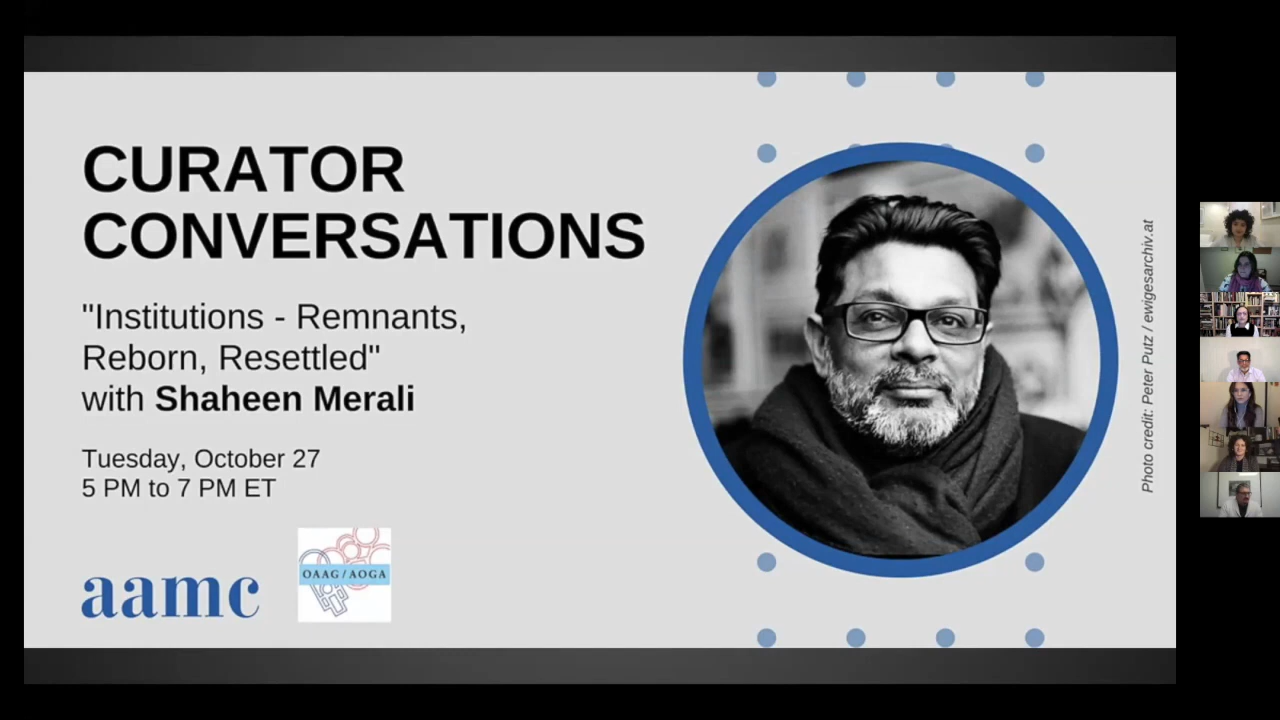 CURATOR
CONVERSATIONS
"Institutions - Remnants,
Reborn, Resettled"
with Shaheen Merali
Tuesday, October 27
5 PM to 7 PM ET
aamc
OAAG / AOGA
Photo credit: Peter Putz / ewigesarchiv.at